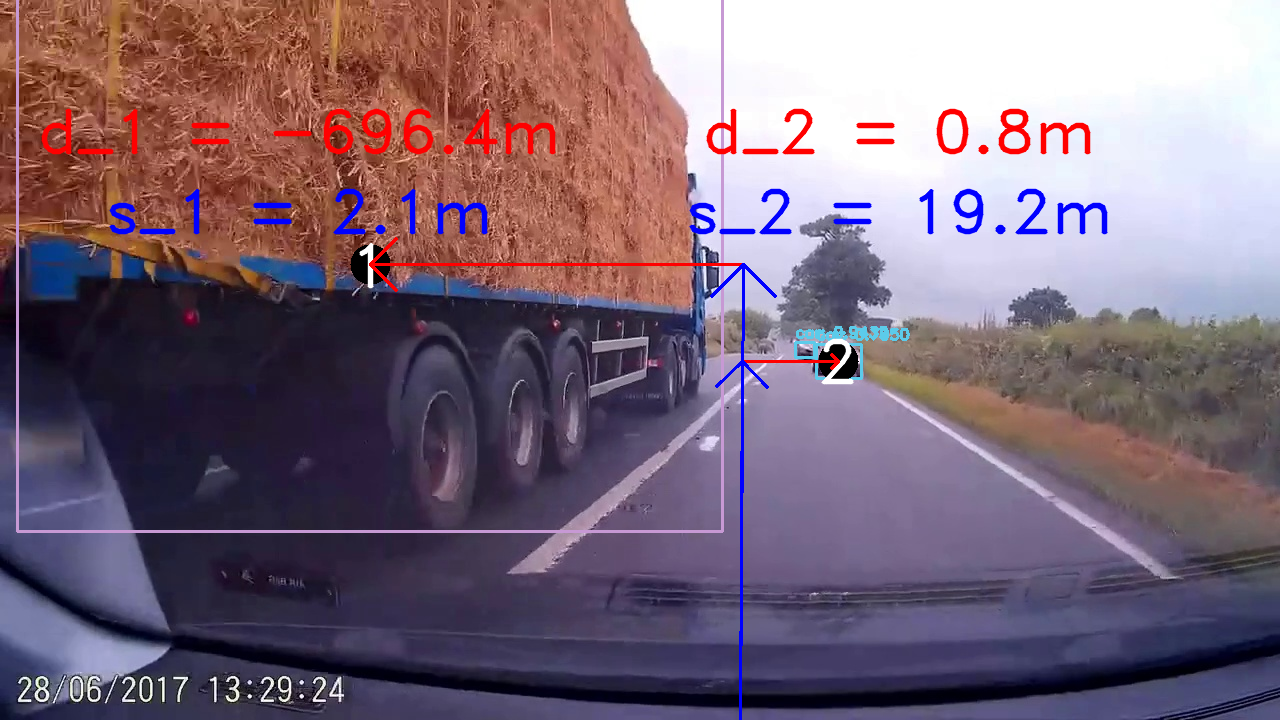 d_1 = -696.4m
d_2 = 0.8m
s_1 = 2.1m
s_2 = 19.2m
1
2
28/06/2017 13:29:24